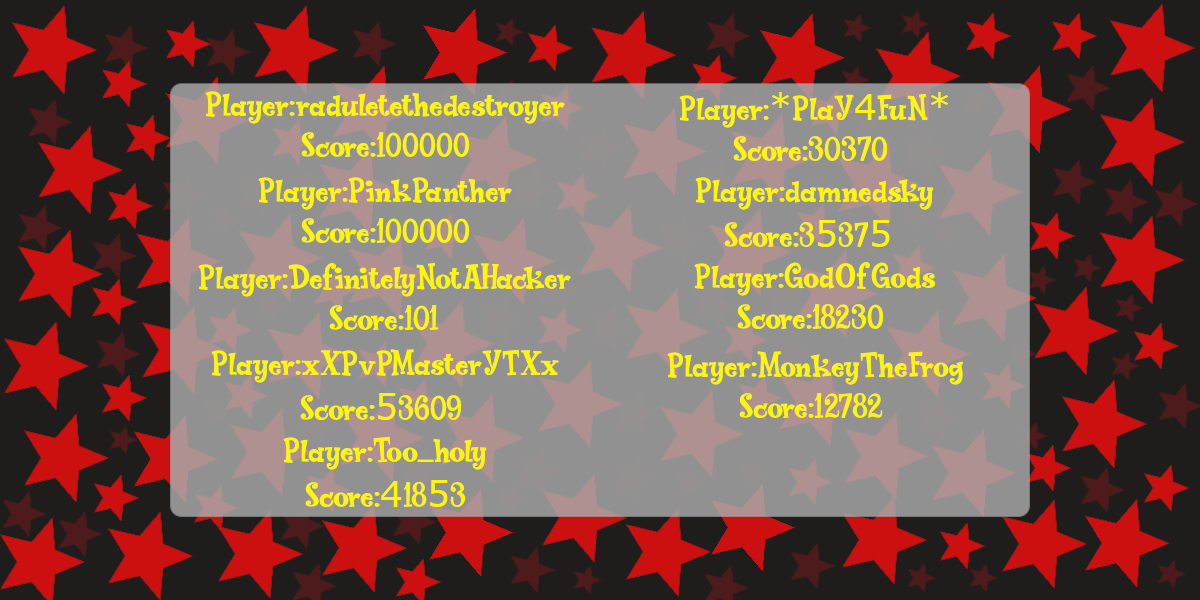 Player:raduletethedestroyer
Score:100000
Player:PinkPanther
Score:100000
Player:DefinitelyNotAHacker
Score:101
Player:xXPvPMasterYTXx
Score:53609
Player:Too_holy
Score:41853
Player:*PlaY4FuN*
Score:30370
Player:damnedsky
Score:35375
Player:GodOfGods
Score:18230
Player:MonkeyTheFrog
Score:12782